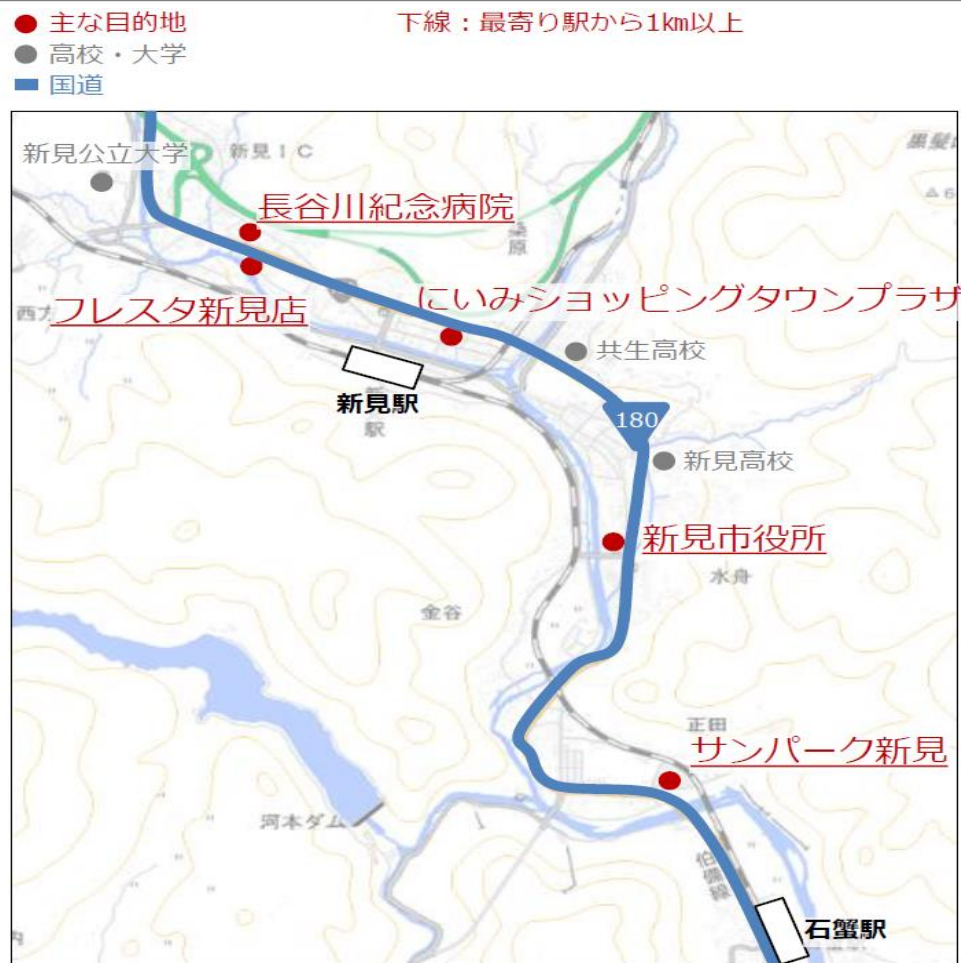 主な目的地
下線：最寄り駅から1km以上
高校・大学
国道
新見公立大学
新見IC
長谷川紀念病院
桑原
フレスタ新見店
にいみショッピングタウンプラザ
共生高校
新見駅
駅
180
新見高校
新見市役所
水舟
金谷
正田
サンパーク新見
河本ダム
伯備線
石蟹駅